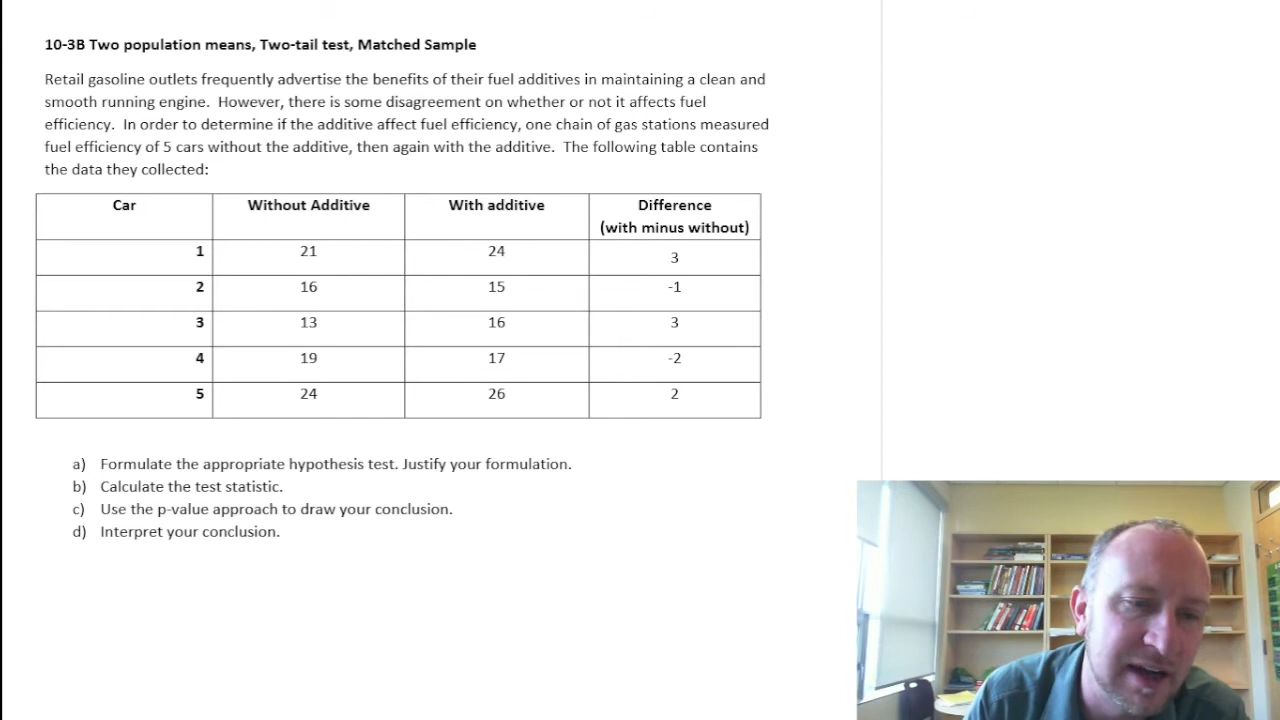 10-3B Two population means, Two-tail test, Matched Sample
Retail gasoline outlets frequently advertise the benefits of their fuel additives in maintaining a clean and
smooth running engine. However, there is some disagreement on whether or not it affects fuel
efficiency. In order to determine if the additive affect fuel efficiency, one chain of gas stations measured
fuel efficiency of 5 cars without the additive, then again with the additive. The following table contains
the data they collected:
Car Without Additive With additive Difference
(with minus without)
1 21 24 3
2 16 15 -1
3 13 16 3
4 19 17 -2
5 24 26 2
a) Formulate the appropriate hypothesis test. Justify your formulation.
b) Calculate the test statistic.
c) Use the p-value approach to draw your conclusion.
d) Interpret your conclusion.